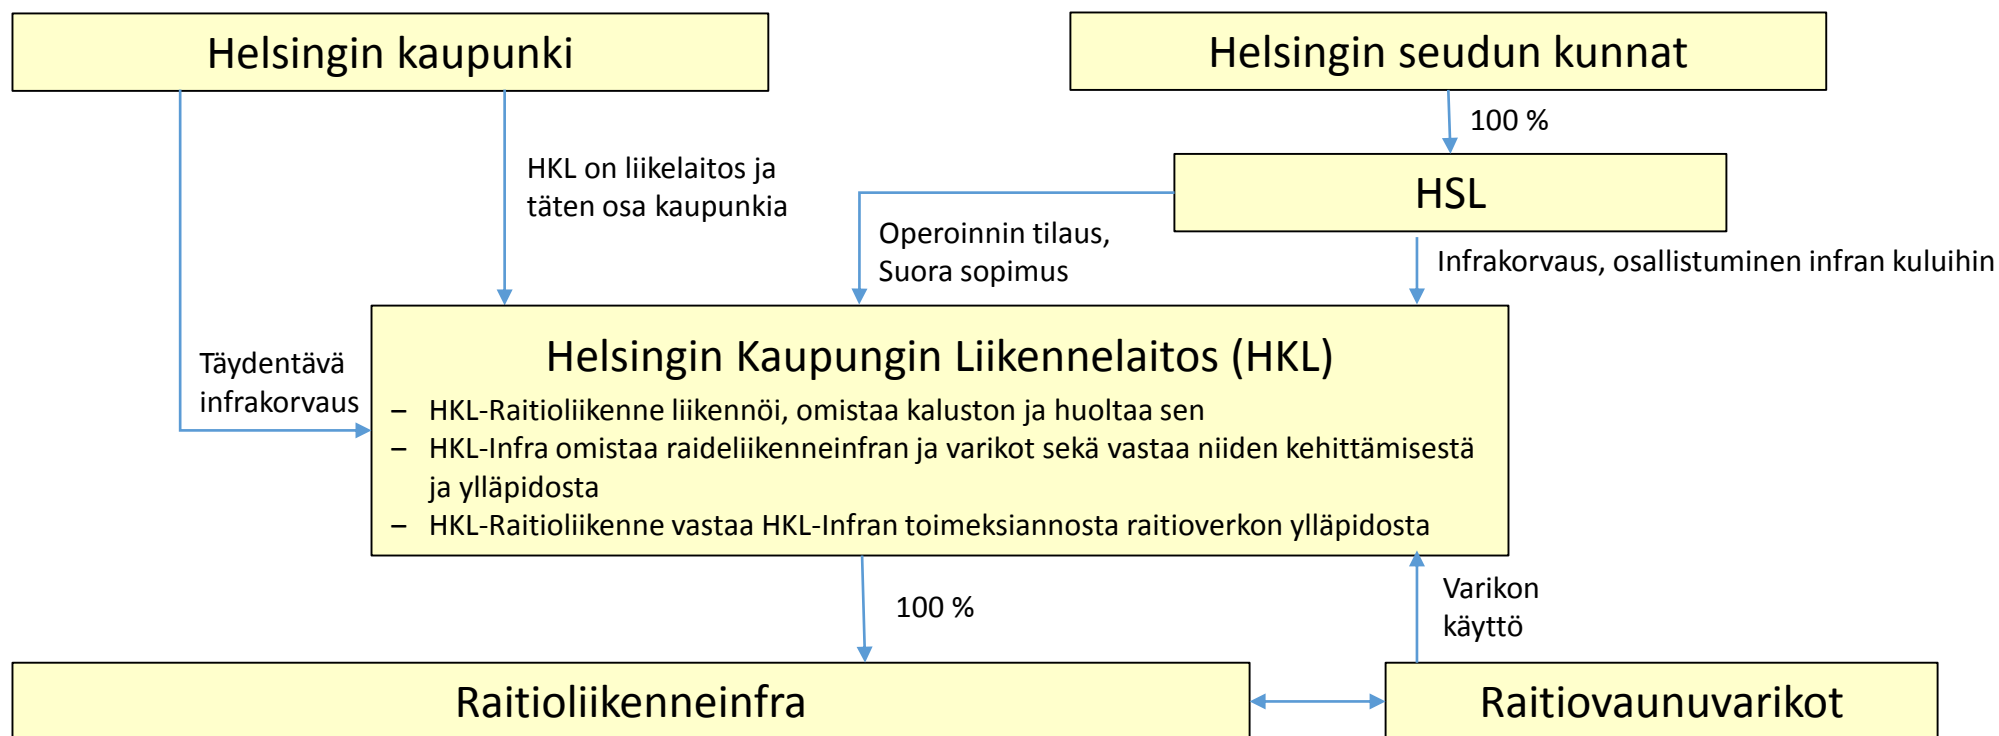 Helsingin kaupunki
Helsingin seudun kunnat
100 %
HKL on liikelaitos ja
täten osa kaupunkia
HSL
Operoinnin tilaus,
Suora sopimus
Infrakorvaus, osallistuminen infran kuluihin
Täydentävä
infrakorvaus
Helsingin Kaupungin Liikennelaitos (HKL)
– HKL-Raitioliikenne liikennöi, omistaa kaluston ja huoltaa sen
– HKL-Infra omistaa raideliikenneinfran ja varikot sekä vastaa niiden kehittämisestä
ja ylläpidosta
– HKL-Raitioliikenne vastaa HKL-Infran toimeksiannosta raitioverkon ylläpidosta
100 %
Varikon
käyttö
Raitioliikenneinfra
Raitiovaunuvarikot